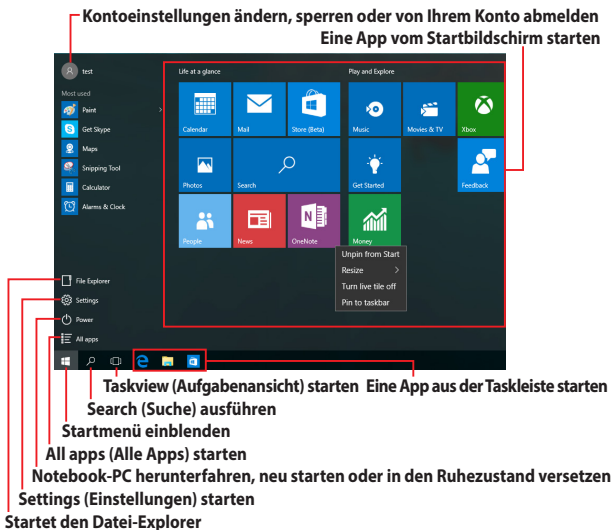 Kontoeinstellungen ändern, sperren oder von Ihrem Konto abmelden
Eine App vom Startbildschirm starten
test
Life at a glance
Play and Explore
Most used
Paint
Get Skype
Maps
Snipping Tool
Calculator
Alarms & Clock
Calendar
Mail
Store (Beta)
Music
Movies & TV
Xbox
Photos
Search
Get Started
Feedback
People
News
OneNote
Money
Unpin from Start
Resize
Turn live tile off
Pin to taskbar
File Explorer
Settings
Power
All apps
Taskview (Aufgabenansicht) starten
Eine App aus der Taskleiste starten
Search (Suche) ausführen
Startmenü einblenden
All apps (Alle Apps) starten
Notebook-PC herunterfahren, neu starten oder in den Ruhezustand versetzen
Settings (Einstellungen) starten
Startet den Datei-Explorer